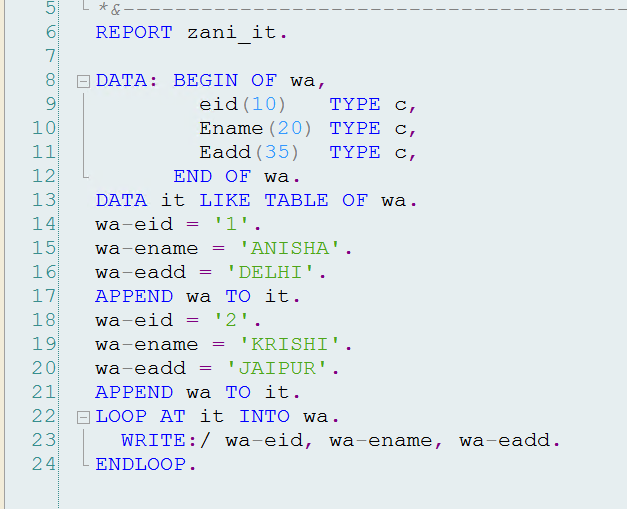 5 *&---------------------------------------
6 REPORT zani_it.
7
8 DATA: BEGIN OF wa,
9         eid(10)   TYPE c,
10         Ename(20) TYPE c,
11         Eadd(35)  TYPE c,
12       END OF wa.
13 DATA it LIKE TABLE OF wa.
14 wa-eid = '1'.
15 wa-ename = 'ANISHA'.
16 wa-eadd = 'DELHI'.
17 APPEND wa TO it.
18 wa-eid = '2'.
19 wa-ename = 'KRISHI'.
20 wa-eadd = 'JAIPUR'.
21 APPEND wa TO it.
22 LOOP AT it INTO wa.
23   WRITE:/ wa-eid, wa-ename, wa-eadd.
24 ENDLOOP.